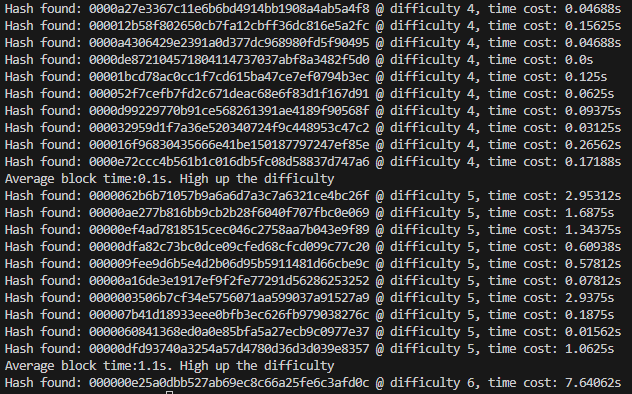 Hash found: 0000a27e3367c11e6b6bd4914bb1908a4ab5a4f8 @ difficulty 4, time cost: 0.04688s
Hash found: 000012b58f802650cb7fa12cbff36dc816e5a2fc @ difficulty 4, time cost: 0.15625s
Hash found: 0000a4306429e2391a0d377dc968980fd5f90495 @ difficulty 4, time cost: 0.04688s
Hash found: 0000de872104571804114737037abf8a3482f5d0 @ difficulty 4, time cost: 0.0s
Hash found: 00001bcd78ac0cc1f7cd615ba47ce7ef0794b3ec @ difficulty 4, time cost: 0.125s
Hash found: 000052f7cefb7fd2c671deac68e6f83d1f167d91 @ difficulty 4, time cost: 0.0625s
Hash found: 0000d99229770b91ce568261391ae4189f90568f @ difficulty 4, time cost: 0.09375s
Hash found: 000032959d1f7a36e520340724f9c448953c47c2 @ difficulty 4, time cost: 0.03125s
Hash found: 000016f96830435666e41be150187797247ef85e @ difficulty 4, time cost: 0.26562s
Hash found: 0000e72ccc4b561b1c016db5fc08d58837d747a6 @ difficulty 4, time cost: 0.17188s
Average block time:0.1s. High up the difficulty
Hash found: 0000062b6b71057b9a6a6d7a3c7a6321ce4bc26f @ difficulty 5, time cost: 2.95312s
Hash found: 00000ae277b816bb9cb2b28f6040f707fbc0e069 @ difficulty 5, time cost: 1.6875s
Hash found: 00000ef4ad7818515cec046c2758aa7b043e9f89 @ difficulty 5, time cost: 1.34375s
Hash found: 00000dfa82c73bc0dce09cfed68cfcd099c77c20 @ difficulty 5, time cost: 0.60938s
Hash found: 000009fee9d6b5e4d2b06d95b5911481d66cbe9c @ difficulty 5, time cost: 0.57812s
Hash found: 00000a16de3e1917ef9f2fe77291d56286253252 @ difficulty 5, time cost: 0.07812s
Hash found: 0000003506b7cf34e5756071aa599037a91527a9 @ difficulty 5, time cost: 2.9375s
Hash found: 000007b41d18933eee0bfb3ec626fb979038276c @ difficulty 5, time cost: 0.1875s
Hash found: 0000060841368ed0a0e85bfa5a27ecb9c0977e37 @ difficulty 5, time cost: 0.01562s
Hash found: 00000dfd93740a3254a57d4780d36d3d039e8357 @ difficulty 5, time cost: 1.0625s
Average block time:1.1s. High up the difficulty
Hash found: 000000e25a0dbb527ab69ec8c66a25fe6c3afd0c @ difficulty 6, time cost: 7.64062s